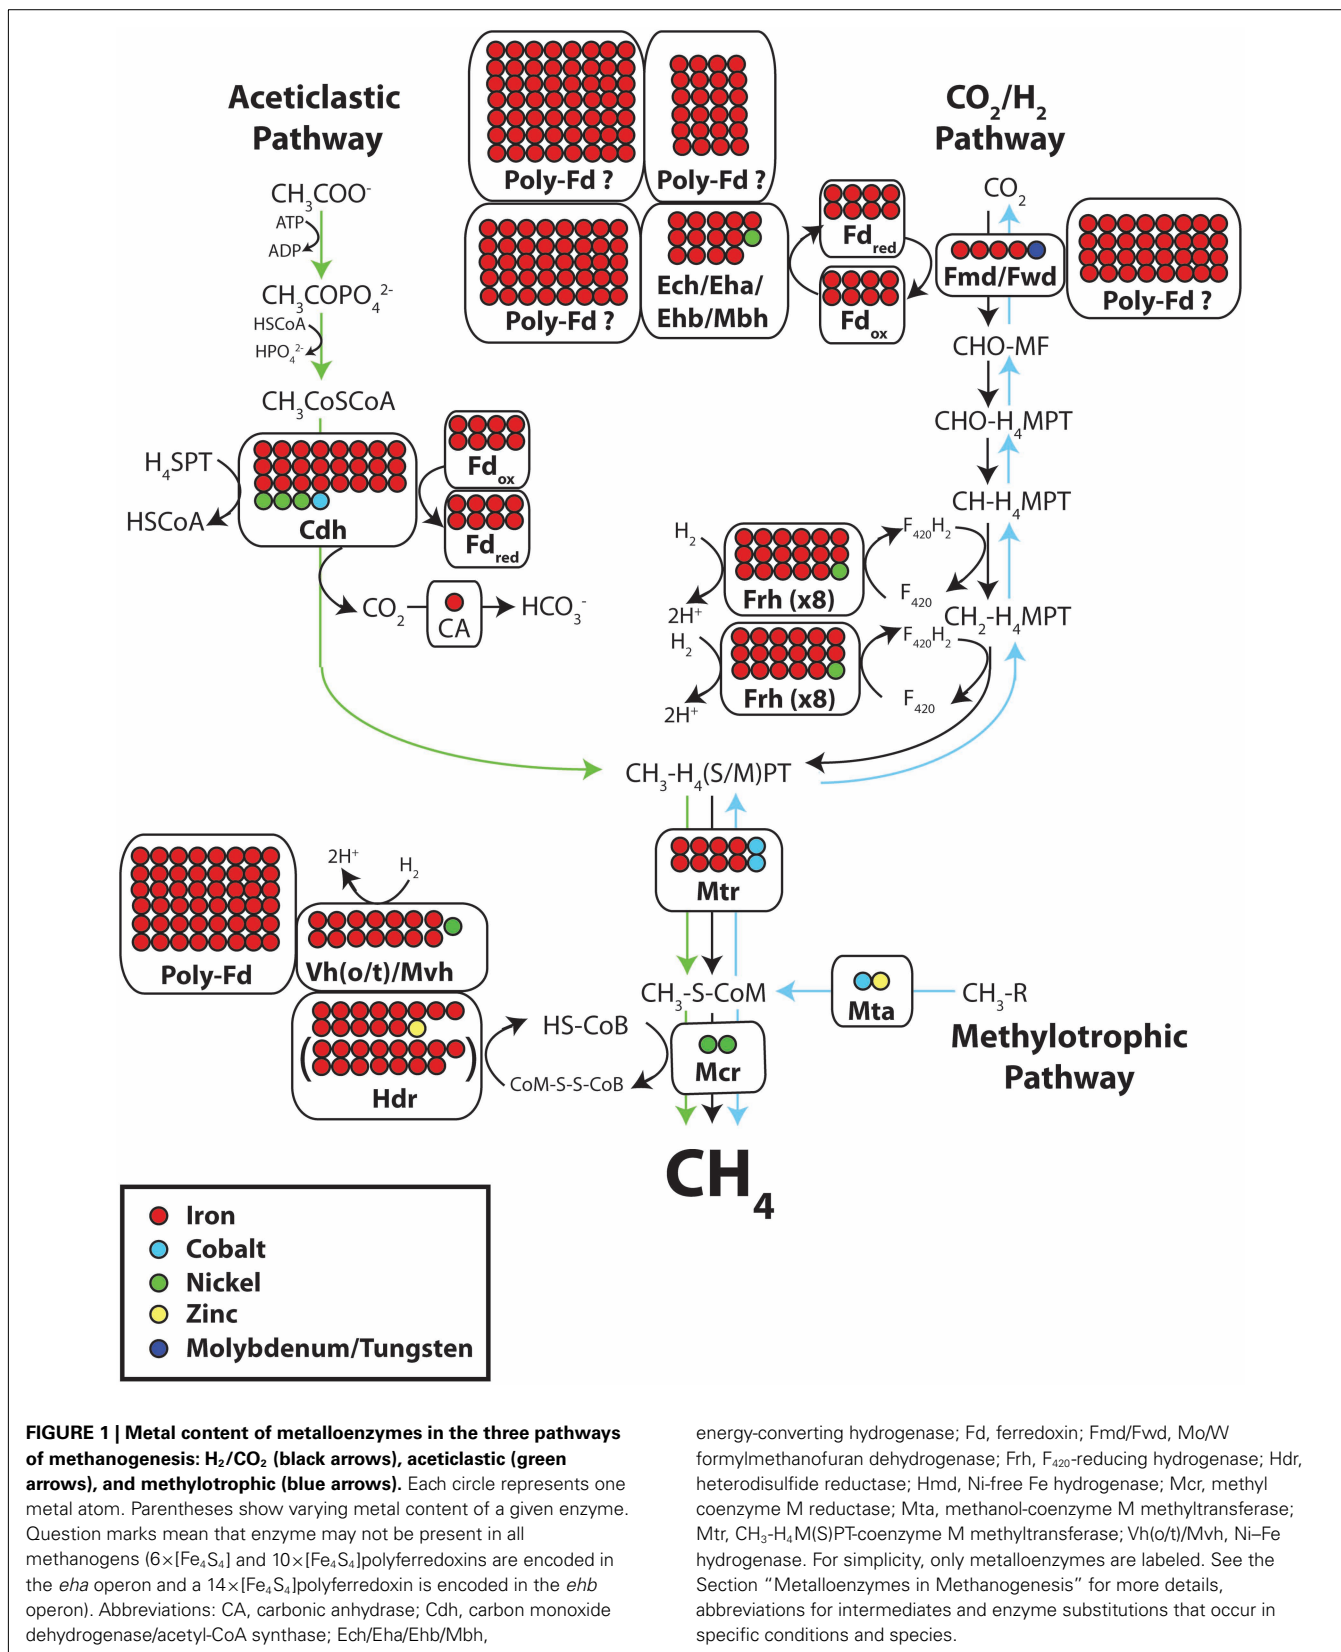 Aceticlastic
Pathway
CH3COO-
ATP
ADP
CH3COPO4 2-
HSCoA
HPO4 2-
CH3CoSCoA
H4SPT
HSCoA
Cdh
Fdox
Fdred
CO2
CA
HCO3-
Poly-Fd ?
Poly-Fd ?
Poly-Fd ?
Ech/Eha/
Ehb/Mbh
Fdred
Fdox
CO2/H2
Pathway
CO2
Fmd/Fwd
Poly-Fd ?
CHO-MF
CHO-H4MPT
CH-H4MPT
H2
2H+
Frh (x8)
F420H2
F420
CH2-H4MPT
H2
2H+
Frh (x8)
F420H2
F420
CH3-H4(S/M)PT
Mtr
Poly-Fd
2H+
H2
Vh(o/t)/Mvh
( )
Hdr
HS-CoB
CoM-S-S-CoB
CH3-S-CoM
Mcr
Mta
CH3-R
Methylotrophic
Pathway
CH4
Iron
Cobalt
Nickel
Zinc
Molybdenum/Tungsten
FIGURE 1 | Metal content of metalloenzymes in the three pathways
of methanogenesis: H2/CO2 (black arrows), aceticlastic (green
arrows), and methylotrophic (blue arrows). Each circle represents one
metal atom. Parentheses show varying metal content of a given enzyme.
Question marks mean that enzyme may not be present in all
methanogens (6×[Fe4S4] and 10×[Fe4S4]polyferredoxins are encoded in
the eha operon and a 14×[Fe4S4]polyferredoxin is encoded in the ehb
operon). Abbreviations: CA, carbonic anhydrase; Cdh, carbon monoxide
dehydrogenase/acetyl-CoA synthase; Ech/Eha/Ehb/Mbh,
energy-converting hydrogenase; Fd, ferredoxin; Fmd/Fwd, Mo/W
formylmethanofuran dehydrogenase; Frh, F420-reducing hydrogenase; Hdr,
heterodisulfide reductase; Hmd, Ni-free Fe hydrogenase; Mcr, methyl
coenzyme M reductase; Mta, methanol-coenzyme M methyltransferase;
Mtr, CH3-H4M(S)PT-coenzyme M methyltransferase; Vh(o/t)/Mvh, Ni–Fe
hydrogenase. For simplicity, only metalloenzymes are labeled. See the
Section “Metalloenzymes in Methanogenesis” for more details,
abbreviations for intermediates and enzyme substitutions that occur in
specific conditions and species.